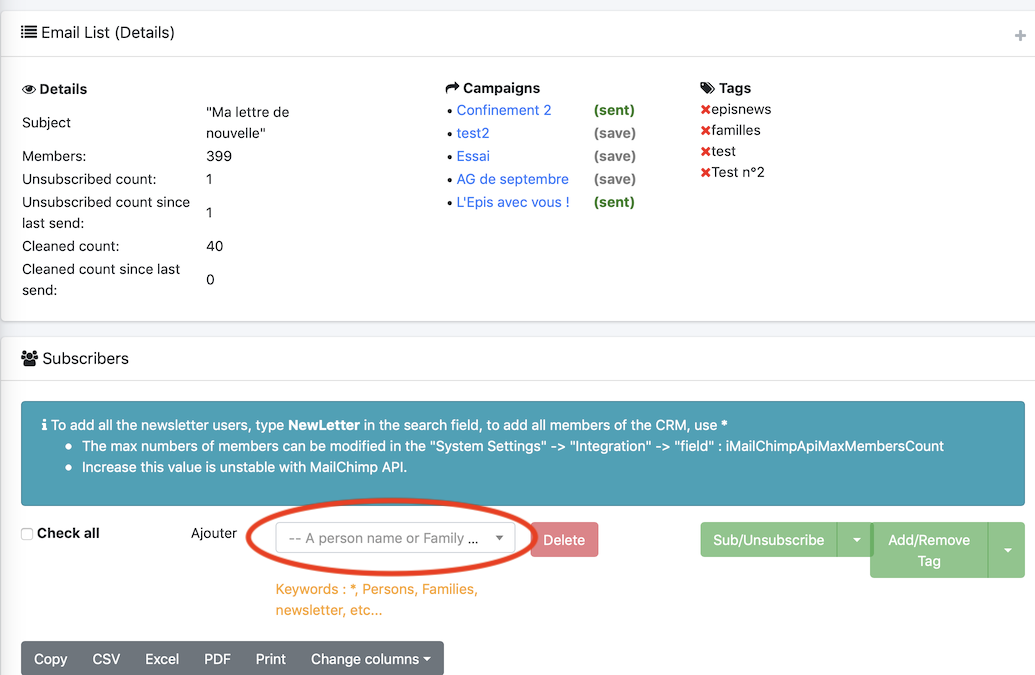 Email List (Details)
+
Details
Subject
"Ma lettre de
nouvelle"
Members:
399
Unsubscribed count:
1
Unsubscribed count since
last send:
1
Cleaned count:
40
Cleaned count since last
send:
0
Campaigns
• Confinement 2 (sent)
• test2 (save)
• Essai (save)
• AG de septembre (save)
• L'Epis avec vous ! (sent)
Tags
episnews
familles
test
Test n°2
Subscribers
To add all the newsletter users, type NewLetter in the search field, to add all members of the CRM, use *
• The max numbers of members can be modified in the "System Settings" -> "Integration" -> "field" : iMailChimpApiMaxMembersCount
• Increase this value is unstable with MailChimp API.
Check all
Ajouter
-- A person name or Family ...
Delete
Sub/Unsubscribe
Add/Remove
Tag
Keywords : *, Persons, Families,
newsletter, etc...
Copy CSV Excel PDF Print Change columns